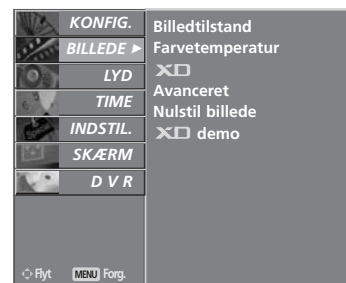 KONFIG.
BILLEDE ►
LYD
TIME
INDSTIL.
SKÆRM
D V R
Flyt MENU Forg.
Billedtilstand
Farvetemperatur
XD
Avanceret
Nulstil billede
XD demo